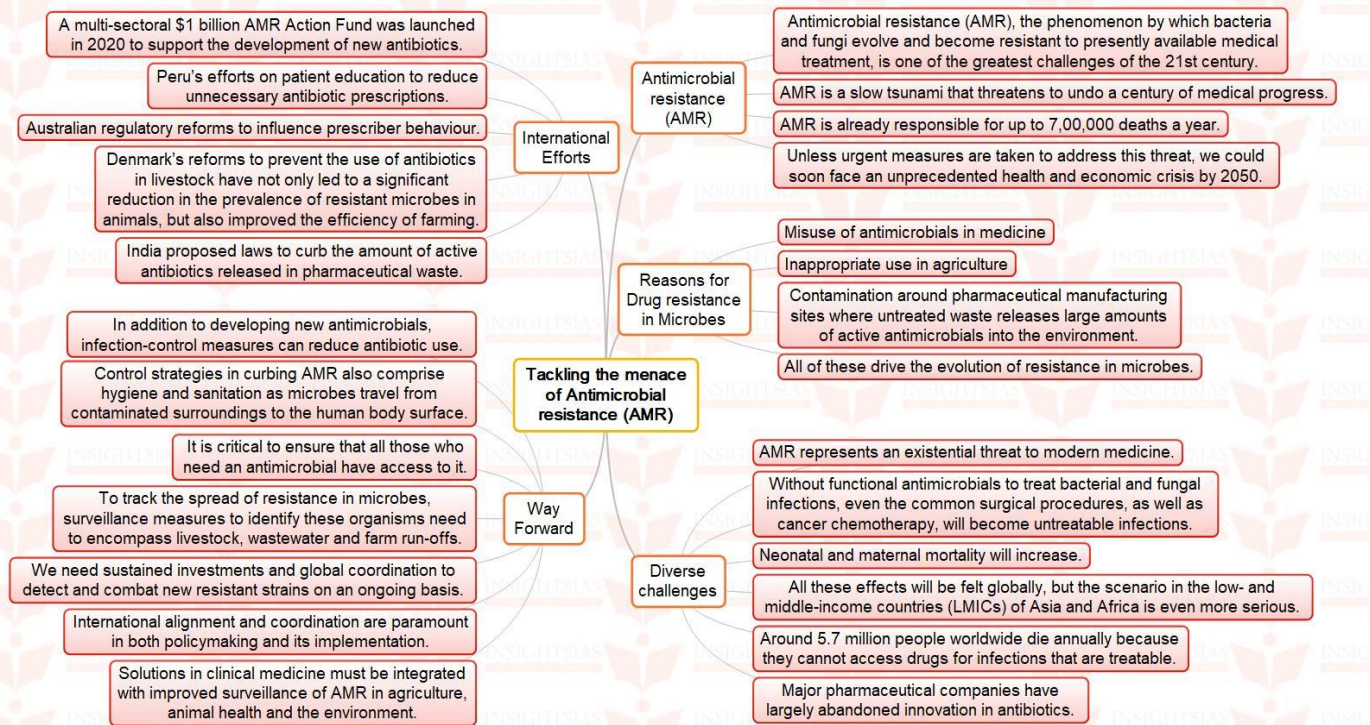 Tackling the menace
of Antimicrobial
resistance (AMR)
Antimicrobial
resistance
(AMR)
Antimicrobial resistance (AMR), the phenomenon by which bacteria
and fungi evolve and become resistant to presently available medical
treatment, is one of the greatest challenges of the 21st century.
AMR is a slow tsunami that threatens to undo a century of medical progress.
AMR is already responsible for up to 7,00,000 deaths a year.
Unless urgent measures are taken to address this threat, we could
soon face an unprecedented health and economic crisis by 2050.
Reasons for
Drug resistance
in Microbes
Misuse of antimicrobials in medicine
Inappropriate use in agriculture
Contamination around pharmaceutical manufacturing
sites where untreated waste releases large amounts
of active antimicrobials into the environment.
All of these drive the evolution of resistance in microbes.
Diverse
challenges
AMR represents an existential threat to modern medicine.
Without functional antimicrobials to treat bacterial and fungal
infections, even the common surgical procedures, as well as
cancer chemotherapy, will become untreatable infections.
Neonatal and maternal mortality will increase.
All these effects will be felt globally, but the scenario in the low- and
middle-income countries (LMICs) of Asia and Africa is even more serious.
Around 5.7 million people worldwide die annually because
they cannot access drugs for infections that are treatable.
Major pharmaceutical companies have
largely abandoned innovation in antibiotics.
International
Efforts
A multi-sectoral $1 billion AMR Action Fund was launched
in 2020 to support the development of new antibiotics.
Peru's efforts on patient education to reduce
unnecessary antibiotic prescriptions.
Australian regulatory reforms to influence prescriber behaviour.
Denmark's reforms to prevent the use of antibiotics
in livestock have not only led to a significant
reduction in the prevalence of resistant microbes in
animals, but also improved the efficiency of farming.
India proposed laws to curb the amount of active
antibiotics released in pharmaceutical waste.
Way
Forward
In addition to developing new antimicrobials,
infection-control measures can reduce antibiotic use.
Control strategies in curbing AMR also comprise
hygiene and sanitation as microbes travel from
contaminated surroundings to the human body surface.
It is critical to ensure that all those who
need an antimicrobial have access to it.
To track the spread of resistance in microbes,
surveillance measures to identify these organisms need
to encompass livestock, wastewater and farm run-offs.
We need sustained investments and global coordination to
detect and combat new resistant strains on an ongoing basis.
International alignment and coordination are paramount
in both policymaking and its implementation.
Solutions in clinical medicine must be integrated
with improved surveillance of AMR in agriculture,
animal health and the environment.
INSIGHTSIAS